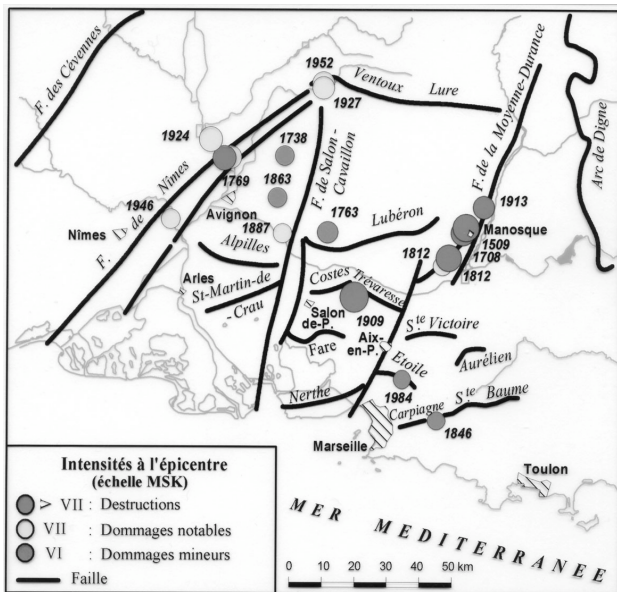 F. des Cévennes
1952
Ventoux
Lure
1927
1924
1738
F. de la Moyenne-Durance
Arc de Digne
F. de Salon-
Cavaillon
1769
1863
1913
F. de Nîmes
1946
Avignon
1887
1763
Lubéron
Manosque
1509
1708
1812
1812
Nîmes
Alpilles
Arles
St-Martin-de
-Crau
Costes
Trévaresse
Salon
de-P.
1909
Aix-
en-P.
S.te Victoire
Fare
Etoile
Aurélien
1984
Nerthe
Carpiagne
S.te Baume
1846
Marseille
Toulon
MER MEDITERRANEE
Intensités à l'épicentre
(échelle MSK)
> VII : Destructions
VII : Dommages notables
VI : Dommages mineurs
Faille
0 10 20 30 40 50 km